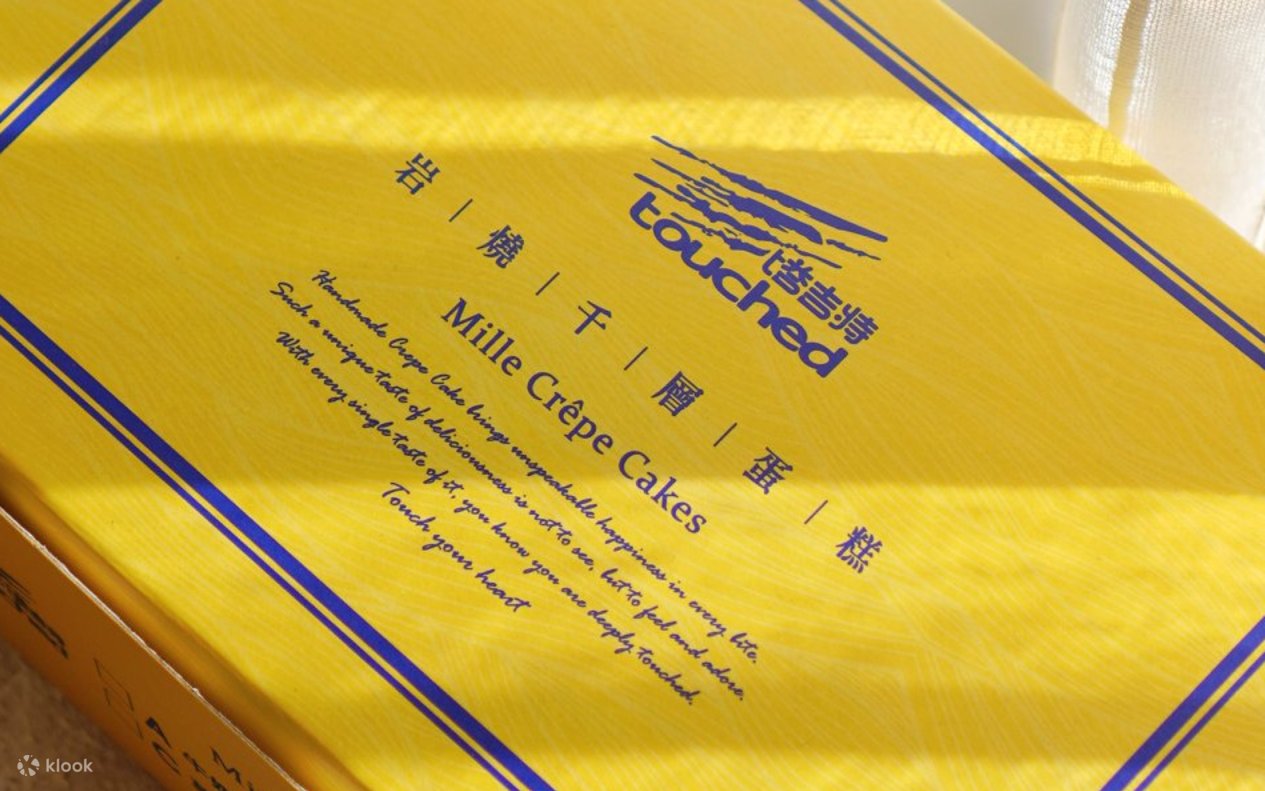 塔吉特
touched
岩｜燒｜千｜層｜蛋｜糕
Mille Crêpe Cakes
Handmade Crepe Cake brings unspeakable happiness in every bite.
Such a unique taste of deliciousness is not to see, but to feel and adore.
With every single taste of it, you know you are deeply touched.
Touch your heart
klook